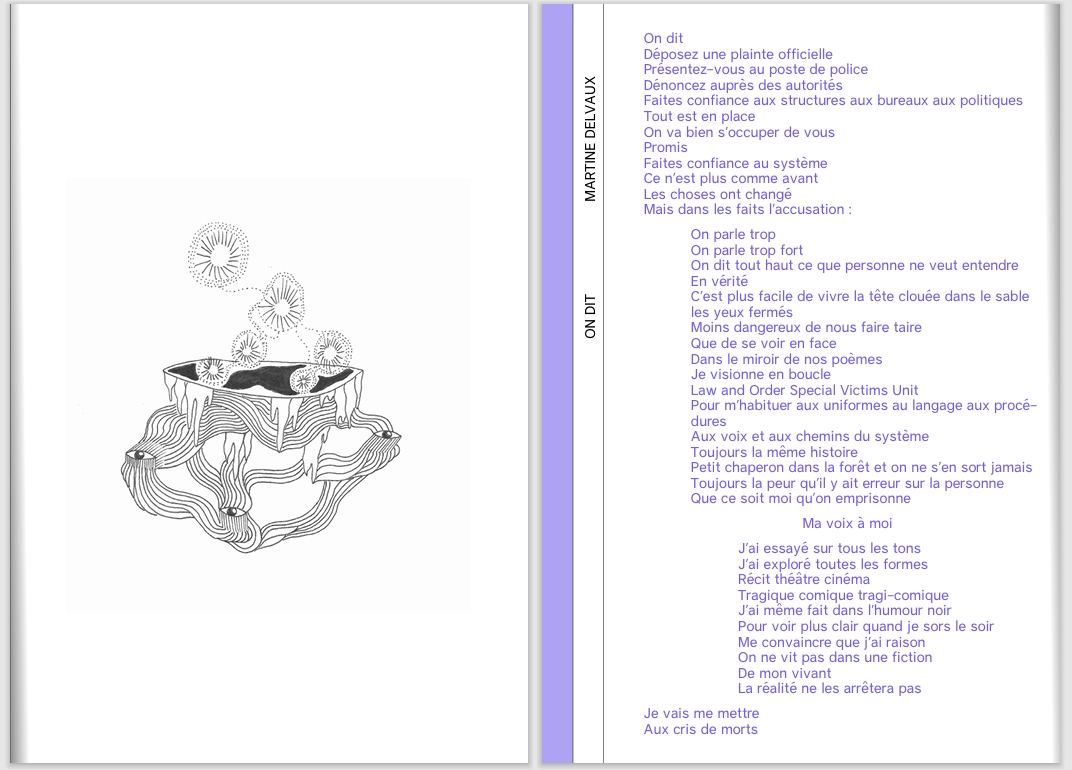 MARTINE DELVAUX
ON DIT
On dit
Déposez une plainte officielle
Présentez-vous au poste de police
Dénoncez auprès des autorités
Faites confiance aux structures aux bureaux aux politiques
Tout est en place
On va bien s'occuper de vous
Promis
Faites confiance au système
Ce n'est plus comme avant
Les choses ont changé
Mais dans les faits l'accusation :
On parle trop
On parle trop fort
On dit tout haut ce que personne ne veut entendre
En vérité
C'est plus facile de vivre la tête clouée dans le sable
les yeux fermés
Moins dangereux de nous faire taire
Que de se voir en face
Dans le miroir de nos poèmes
Je visionne en boucle
Law and Order Special Victims Unit
Pour m'habituer aux uniformes au langage aux procé-
dures
Aux voix et aux chemins du système
Toujours la même histoire
Petit chaperon dans la forêt et on ne s'en sort jamais
Toujours la peur qu'il y ait erreur sur la personne
Que ce soit moi qu'on emprisonne
Ma voix à moi
J'ai essayé sur tous les tons
J'ai exploré toutes les formes
Récit théâtre cinéma
Tragique comique tragi-comique
J'ai même fait dans l'humour noir
Pour voir plus clair quand je sors le soir
Me convaincre que j'ai raison
On ne vit pas dans une fiction
De mon vivant
La réalité ne les arrêtera pas
Je vais me mettre
Aux cris de morts